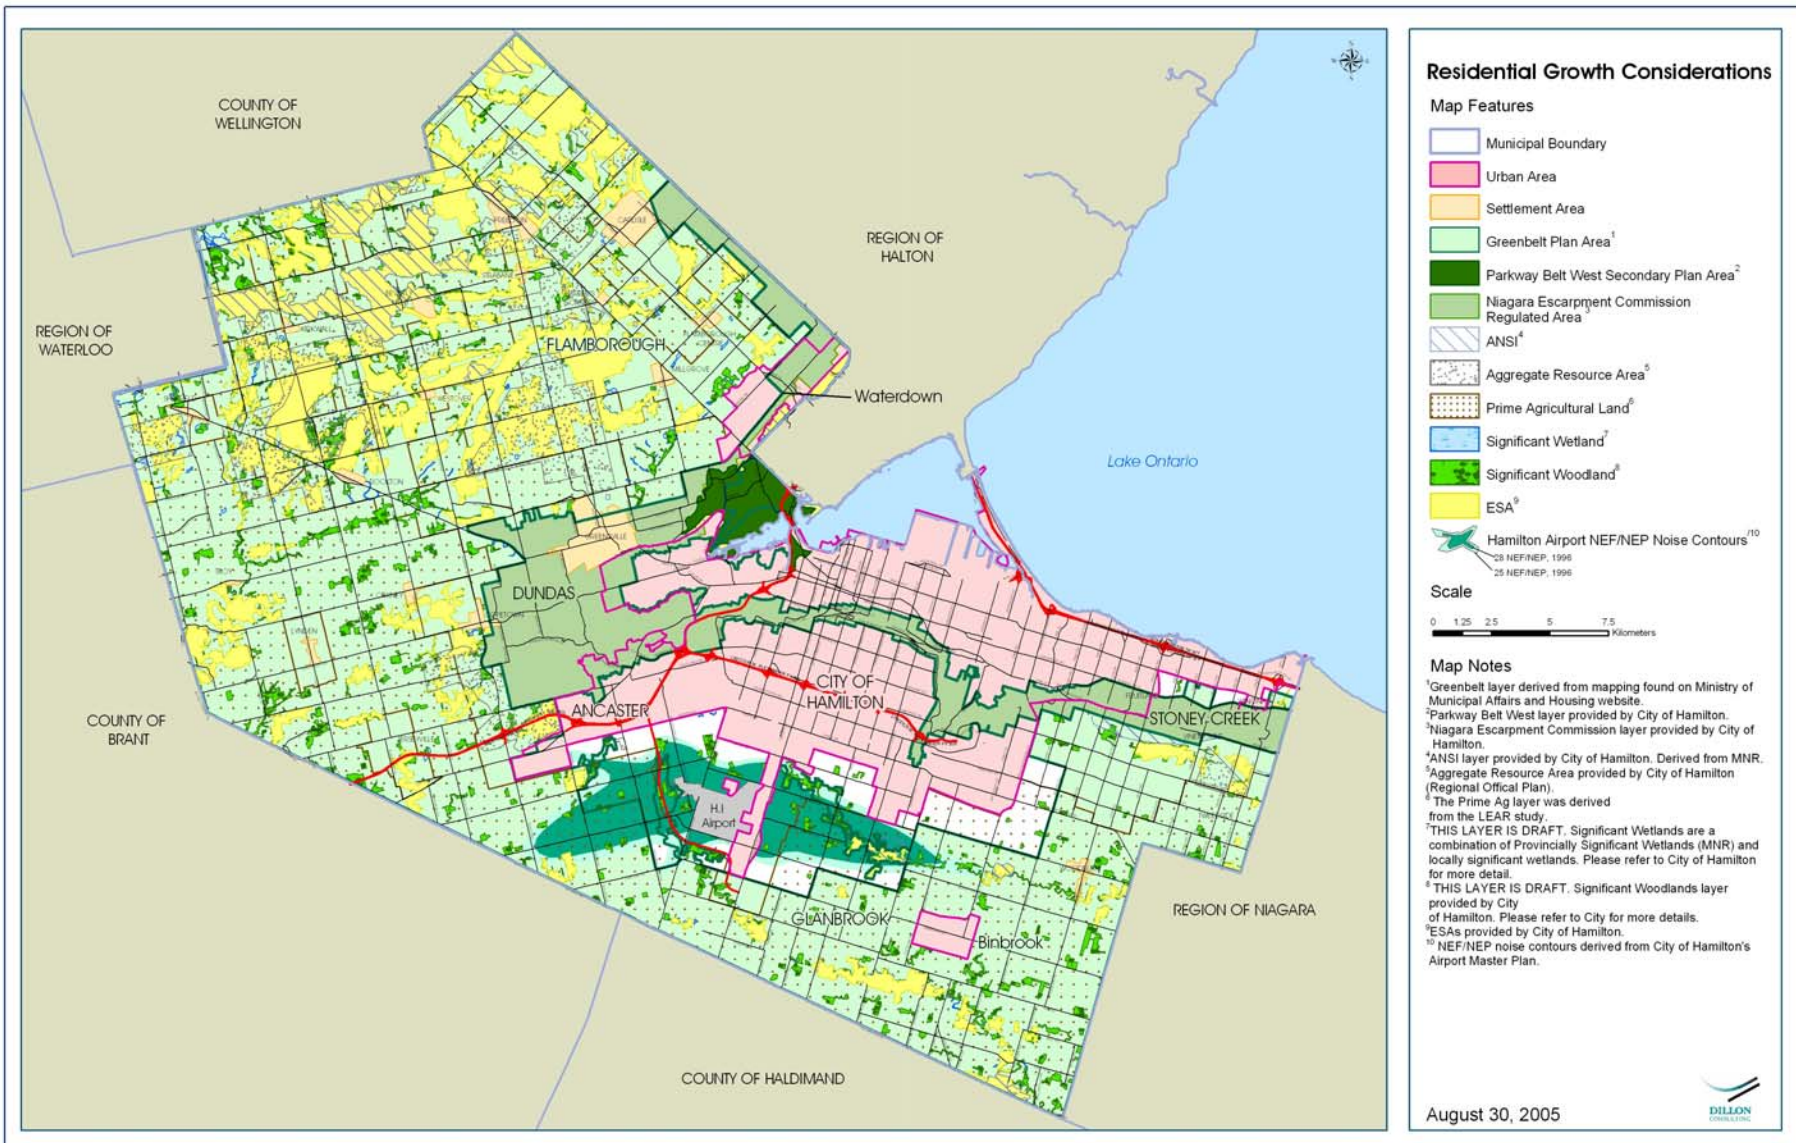 COUNTY OF
WELLINGTON
REGION OF
HALTON
REGION OF
WATERLOO
FLAMBOROUGH
CARLISLE
Waterdown
Lake Ontario
GREENSVILLE
DUNDAS
LYNDEN
ROCKTON
WESTOVER
MILLGROVE
CITY OF
HAMILTON
ANCASTER
STONEY CREEK
COUNTY OF
BRANT
H.I
Airport
GLANBROOK
Binbrook
REGION OF NIAGARA
COUNTY OF HALDIMAND
Residential Growth Considerations
Map Features
Municipal Boundary
Urban Area
Settlement Area
Greenbelt Plan Area1
Parkway Belt West Secondary Plan Area2
Niagara Escarpment Commission
Regulated Area3
ANSI4
Aggregate Resource Area5
Prime Agricultural Land6
Significant Wetland7
Significant Woodland8
ESA9
Hamilton Airport NEF/NEP Noise Contours/10
28 NEF/NEP, 1996
25 NEF/NEP, 1996
Scale
0 1.25 2.5 5 7.5
Kilometers
Map Notes
1Greenbelt layer derived from mapping found on Ministry of
Municipal Affairs and Housing website.
2Parkway Belt West layer provided by City of Hamilton.
3Niagara Escarpment Commission layer provided by City of
Hamilton.
4ANSI layer provided by City of Hamilton. Derived from MNR.
5Aggregate Resource Area provided by City of Hamilton
(Regional Offical Plan).
6 The Prime Ag layer was derived
from the LEAR study.
7THIS LAYER IS DRAFT. Significant Wetlands are a
combination of Provincially Significant Wetlands (MNR) and
locally significant wetlands. Please refer to City of Hamilton
for more detail.
8 THIS LAYER IS DRAFT. Significant Woodlands layer
provided by City
of Hamilton. Please refer to City for more details.
9ESAs provided by City of Hamilton.
10 NEF/NEP noise contours derived from City of Hamilton's
Airport Master Plan.
August 30, 2005
DILLON
CONSULTING